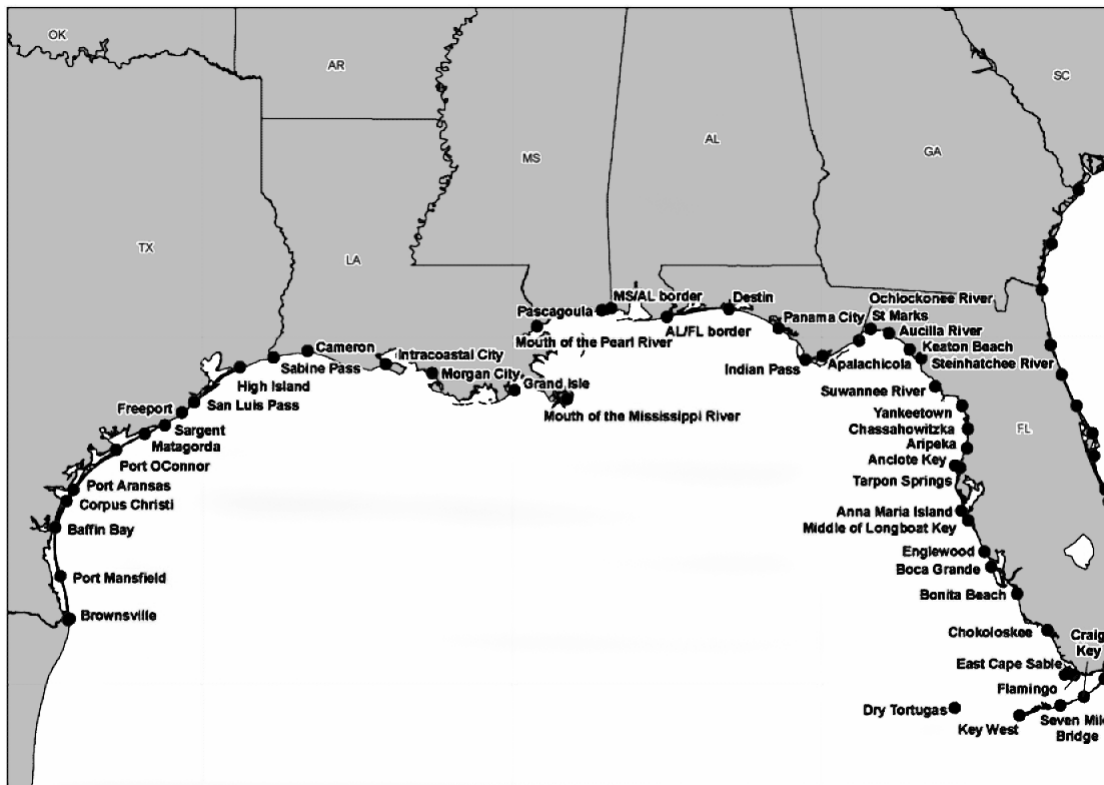 OK
AR
SC
MS
AL
GA
TX
LA
MS/AL border
Destin
Ochlockonee River
Pascagoula
Panama City
St Marks
AL/FL border
Aucilla River
Mouth of the Pearl River
Keaton Beach
Cameron
Intracoastal City
Apalachicola
Steinhatchee River
Sabine Pass
Indian Pass
High Island
Morgan City
Grand Isle
Suwannee River
San Luis Pass
Freeport
Mouth of the Mississippi River
Yankeetown
Sargent
Chassahowitzka
FL
Matagorda
Aripeka
Port OConnor
Anclote Key
Port Aransas
Tarpon Springs
Corpus Christi
Anna Maria Island
Baffin Bay
Middle of Longboat Key
Englewood
Boca Grande
Port Mansfield
Bonita Beach
Brownsville
Chokoloskee
Craig
Key
East Cape Sable
Flamingo
Dry Tortugas
Key West
Seven Mile
Bridge